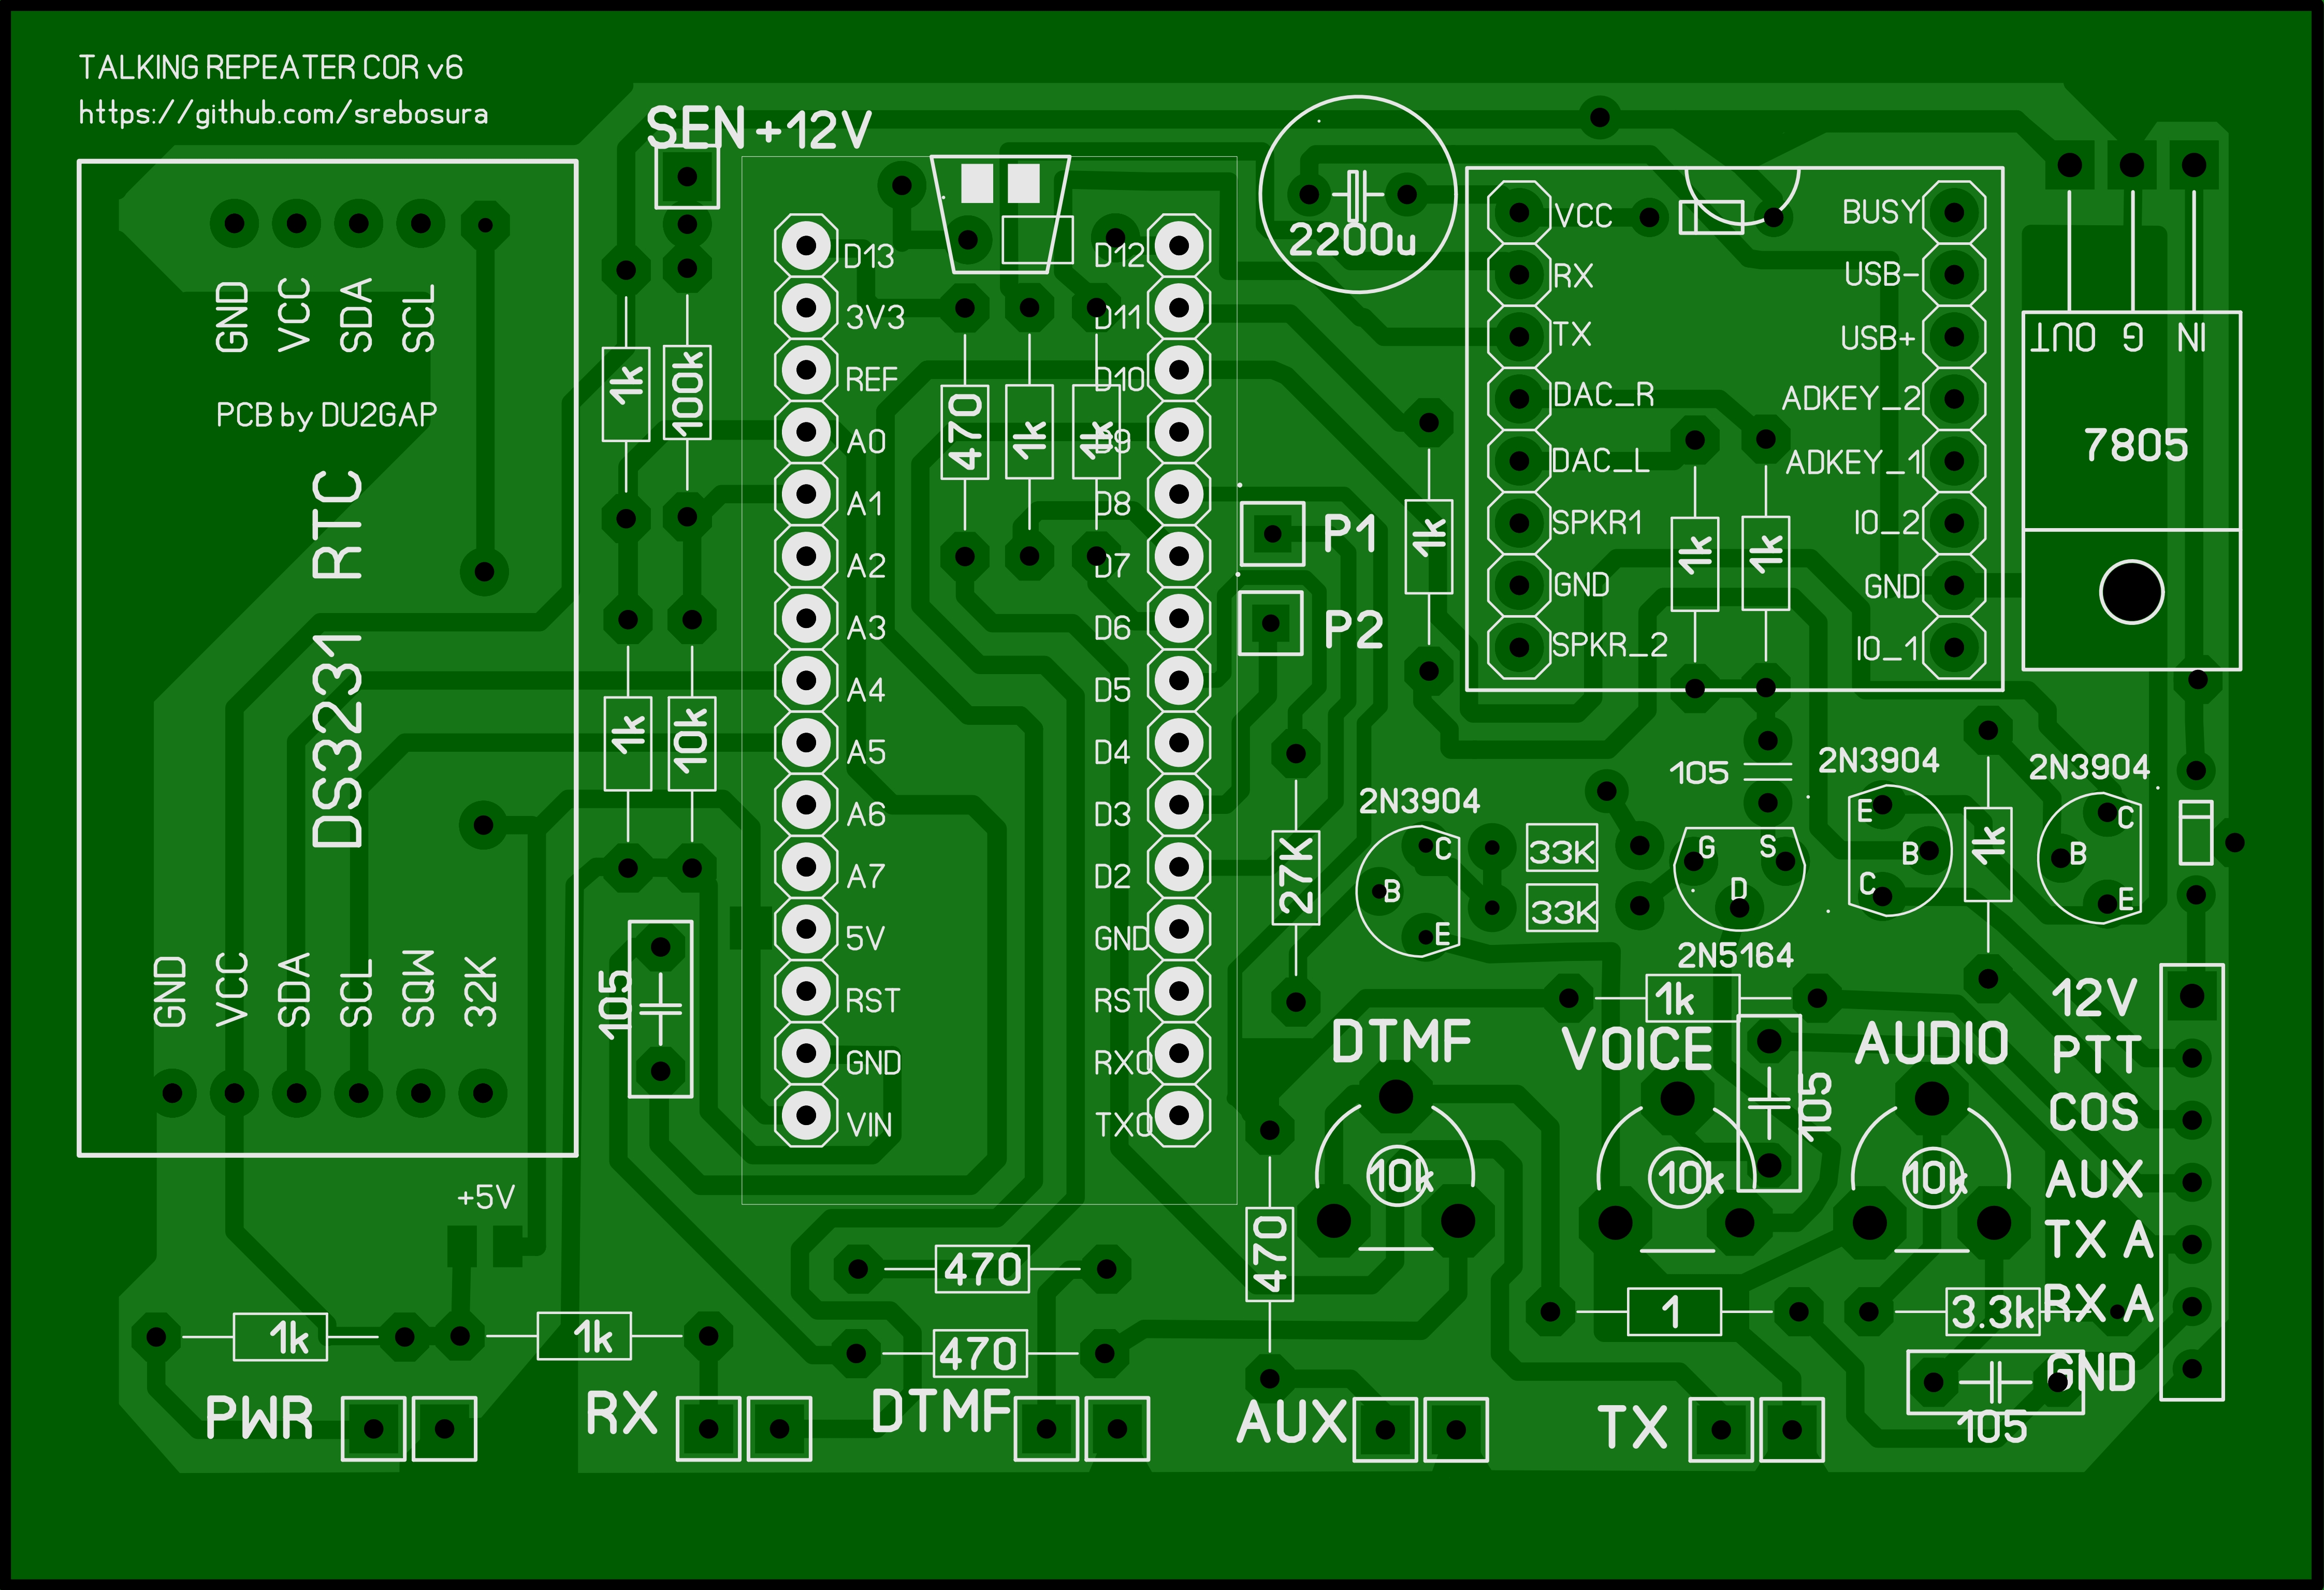 TALKING REPEATER COR v6
https://github.com/srebosura
SEN +12V
GND
VCC
SDA
SCL
PCB by DU2GAP
DS3231 RTC
GND
VCC
SDA
SCL
SQW
32K
1k
100k
1k
10k
105
D13
3V3
REF
A0
A1
A2
A3
A4
A5
A6
A7
5V
RST
GND
VIN
470
1k
1k
D12
D11
D10
D9
D8
D7
D6
D5
D4
D3
D2
GND
RST
RX0
TX0
2200u
P1
P2
1k
VCC
RX
TX
DAC_R
DAC_L
SPKR1
GND
SPKR_2
1k
1k
BUSY
USB-
USB+
ADKEY_2
ADKEY_1
IO_2
GND
IO_1
OUT
G
IN
7805
27K
2N3904
C
B
E
33K
33K
105
G
S
D
2N5164
2N3904
E
B
C
1k
2N3904
C
B
E
1k
DTMF
VOICE
AUDIO
10k
10k
105
10k
12V
PTT
COS
AUX
TX A
RX A
GND
+5V
1k
1k
470
470
470
1
3.3k
105
PWR
RX
DTMF
AUX
TX